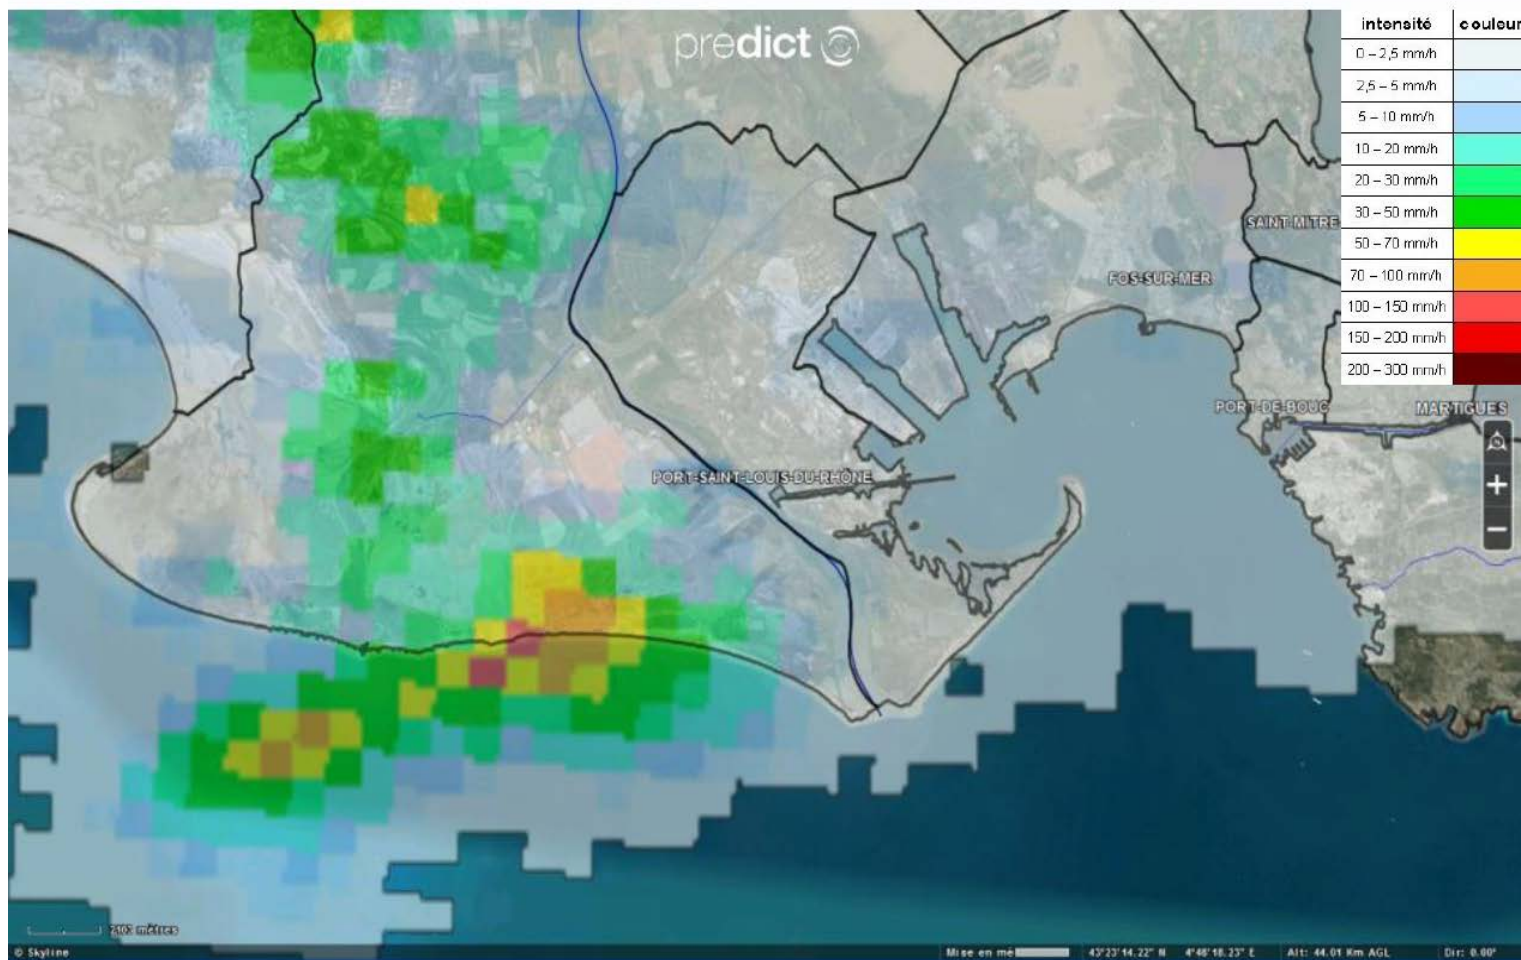 predict
intensité couleur
0 – 2,5 mm/h
2,5 – 5 mm/h
5 – 10 mm/h
10 – 20 mm/h
20 – 30 mm/h
30 – 50 mm/h
50 – 70 mm/h
70 – 100 mm/h
100 – 150 mm/h
150 – 200 mm/h
200 – 300 mm/h
SAINT-MITRE
FOS-SUR-MER
PORT-DE-BOUC
MARTIGUES
PORT-SAINT-LOUIS-DU-RHÔNE
+
−
mètres
© Skyline
Mise en mé
43°23'14.22" N 4°48'18.23" E Alt: 44.01 Km AGL Dir: 0.00°